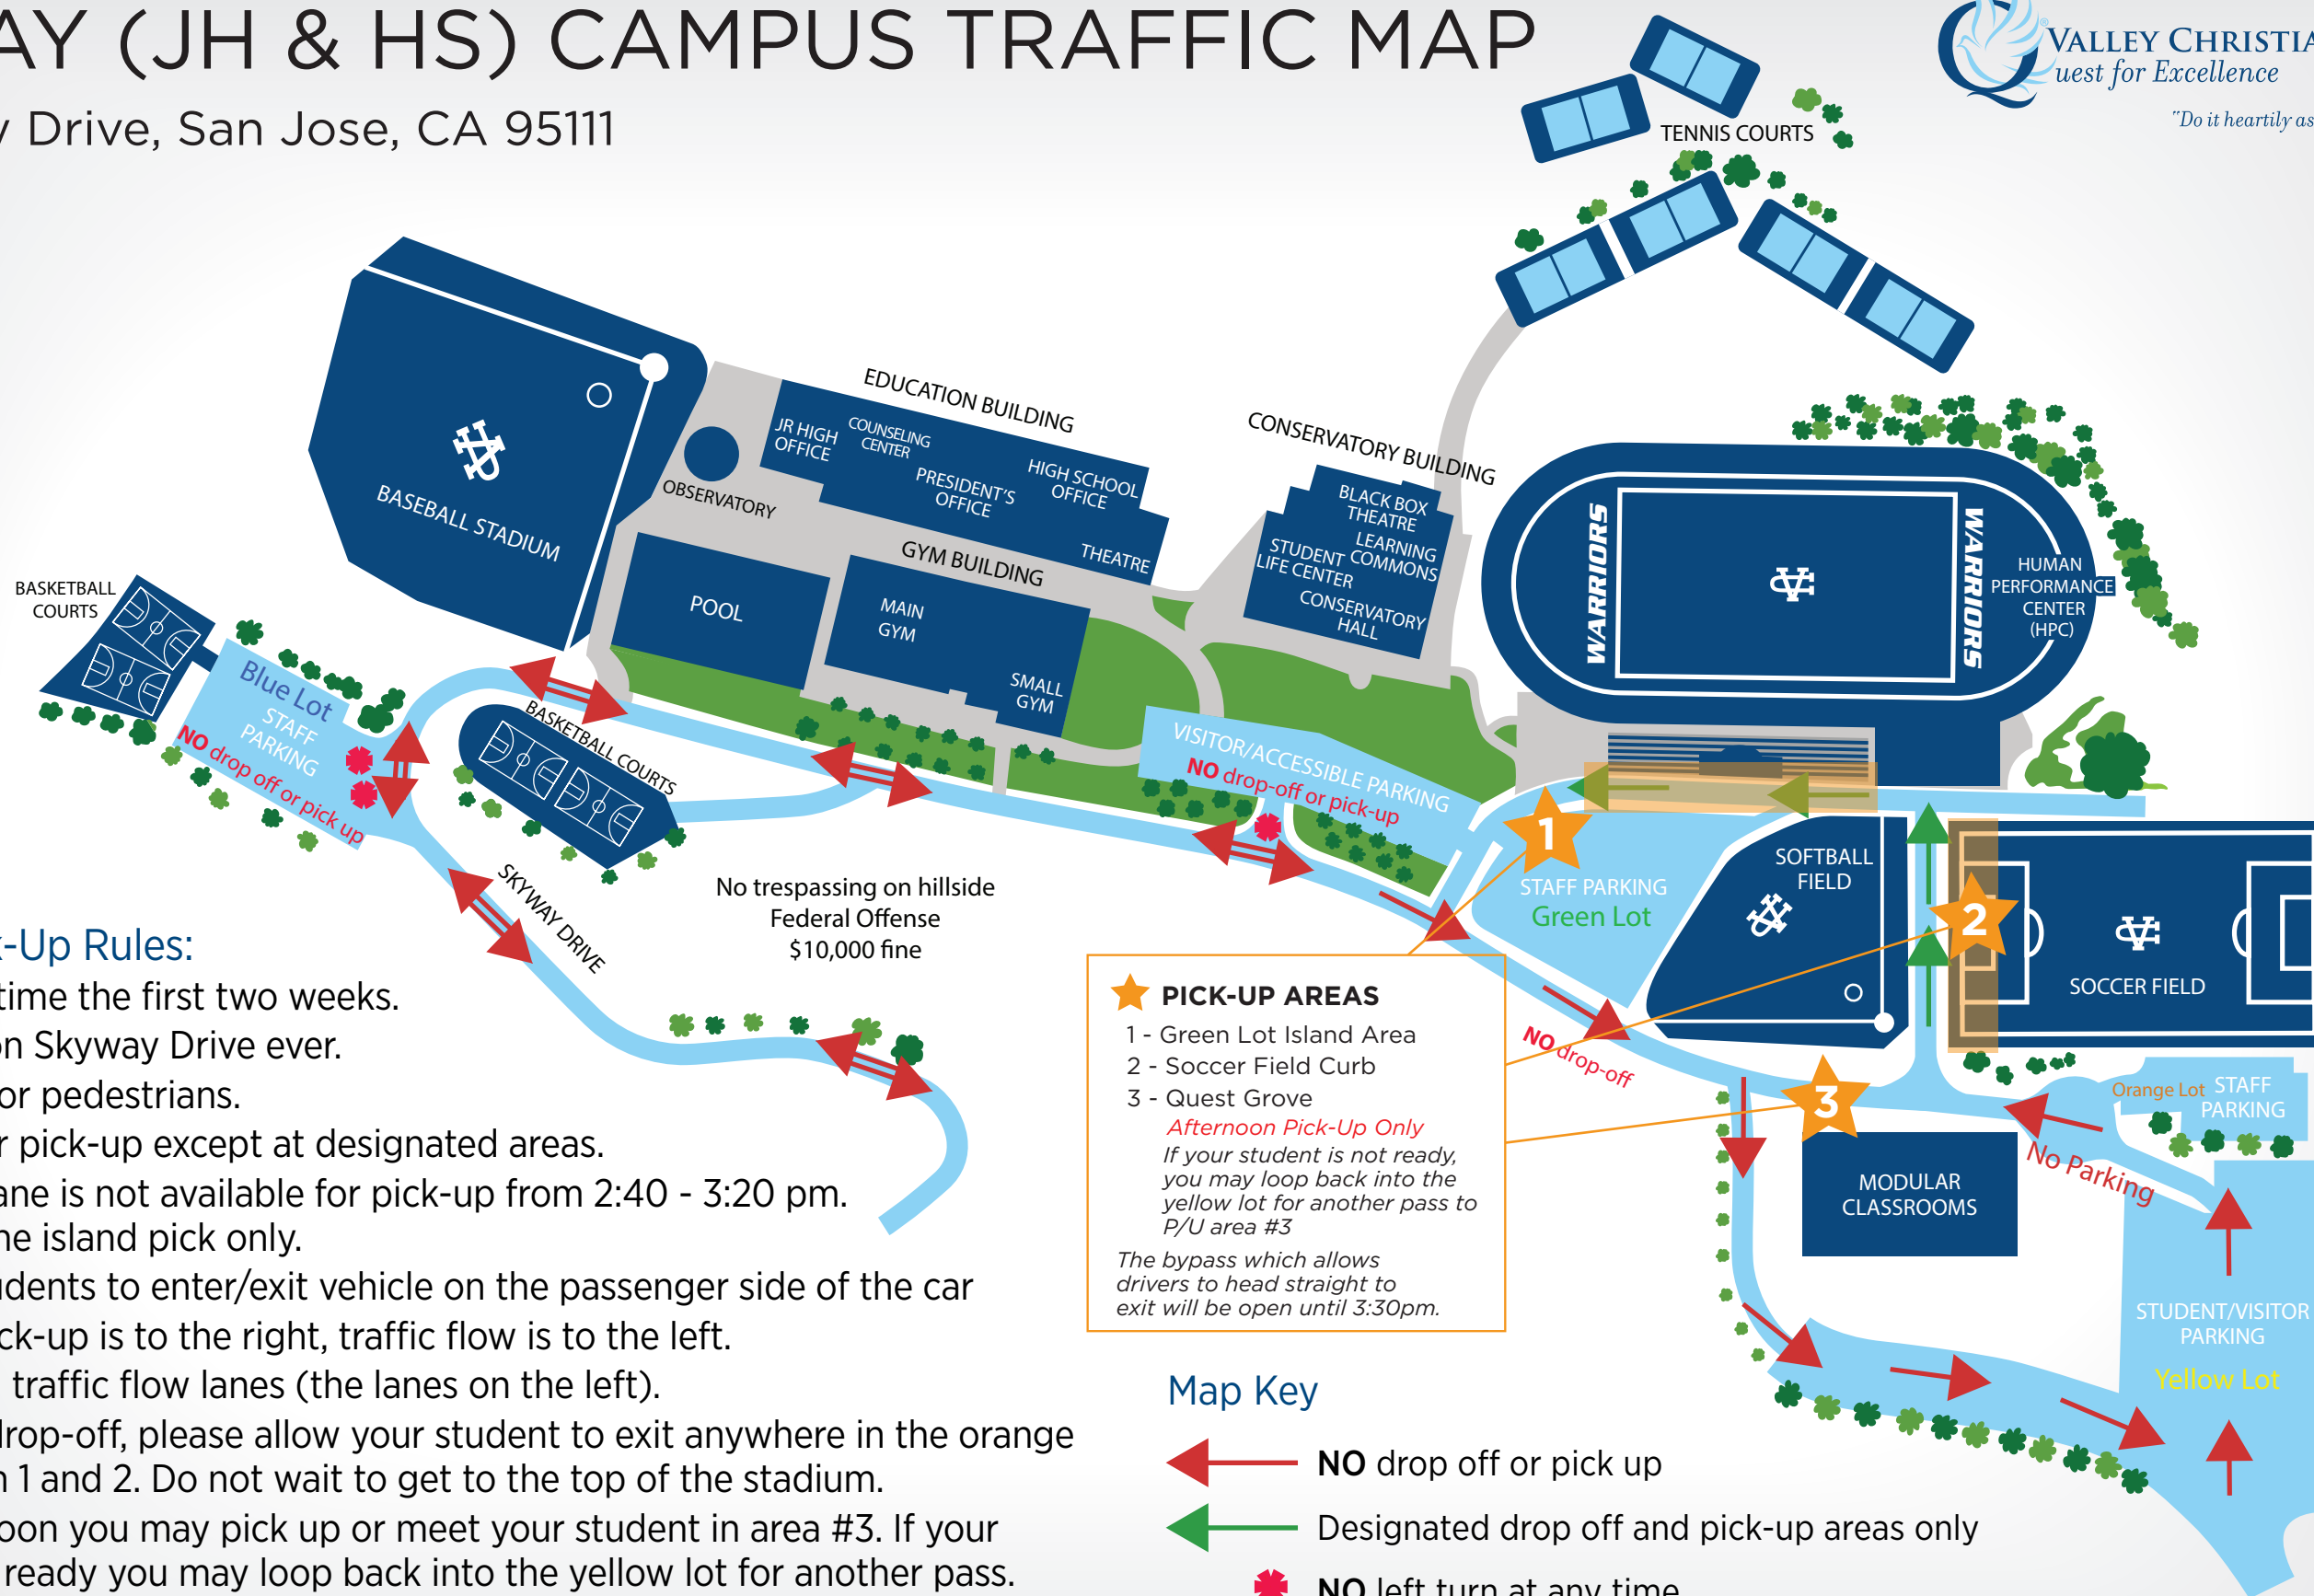 AY (JH & HS) CAMPUS TRAFFIC MAP
y Drive, San Jose, CA 95111
VALLEY CHRISTIA
Quest for Excellence
"Do it heartily as
TENNIS COURTS
EDUCATION BUILDING
JR HIGH
OFFICE
COUNSELING
CENTER
PRESIDENT'S
OFFICE
HIGH SCHOOL
OFFICE
THEATRE
OBSERVATORY
BASEBALL STADIUM
GYM BUILDING
POOL
MAIN
GYM
SMALL
GYM
CONSERVATORY BUILDING
BLACK BOX
THEATRE
LEARNING
COMMONS
STUDENT
LIFE CENTER
CONSERVATORY
HALL
WARRIORS
WARRIORS
HUMAN
PERFORMANCE
CENTER
(HPC)
BASKETBALL
COURTS
Blue Lot
STAFF
PARKING
NO drop off or pick up
BASKETBALL COURTS
SKYWAY DRIVE
No trespassing on hillside
Federal Offense
$10,000 fine
VISITOR/ACCESSIBLE PARKING
NO drop-off or pick-up
1
STAFF PARKING
Green Lot
SOFTBALL
FIELD
2
SOCCER FIELD
NO drop-off
3
MODULAR
CLASSROOMS
Orange Lot
STAFF
PARKING
No Parking
STUDENT/VISITOR
PARKING
Yellow Lot
PICK-UP AREAS
1 - Green Lot Island Area
2 - Soccer Field Curb
3 - Quest Grove
Afternoon Pick-Up Only
If your student is not ready,
you may loop back into the
yellow lot for another pass to
P/U area #3
The bypass which allows
drivers to head straight to
exit will be open until 3:30pm.
k-Up Rules:
time the first two weeks.
on Skyway Drive ever.
or pedestrians.
r pick-up except at designated areas.
ane is not available for pick-up from 2:40 - 3:20 pm.
ne island pick only.
udents to enter/exit vehicle on the passenger side of the car
ick-up is to the right, traffic flow is to the left.
traffic flow lanes (the lanes on the left).
drop-off, please allow your student to exit anywhere in the orange
n 1 and 2. Do not wait to get to the top of the stadium.
oon you may pick up or meet your student in area #3. If your
ready you may loop back into the yellow lot for another pass.
Map Key
NO drop off or pick up
Designated drop off and pick-up areas only
NO left turn at any time